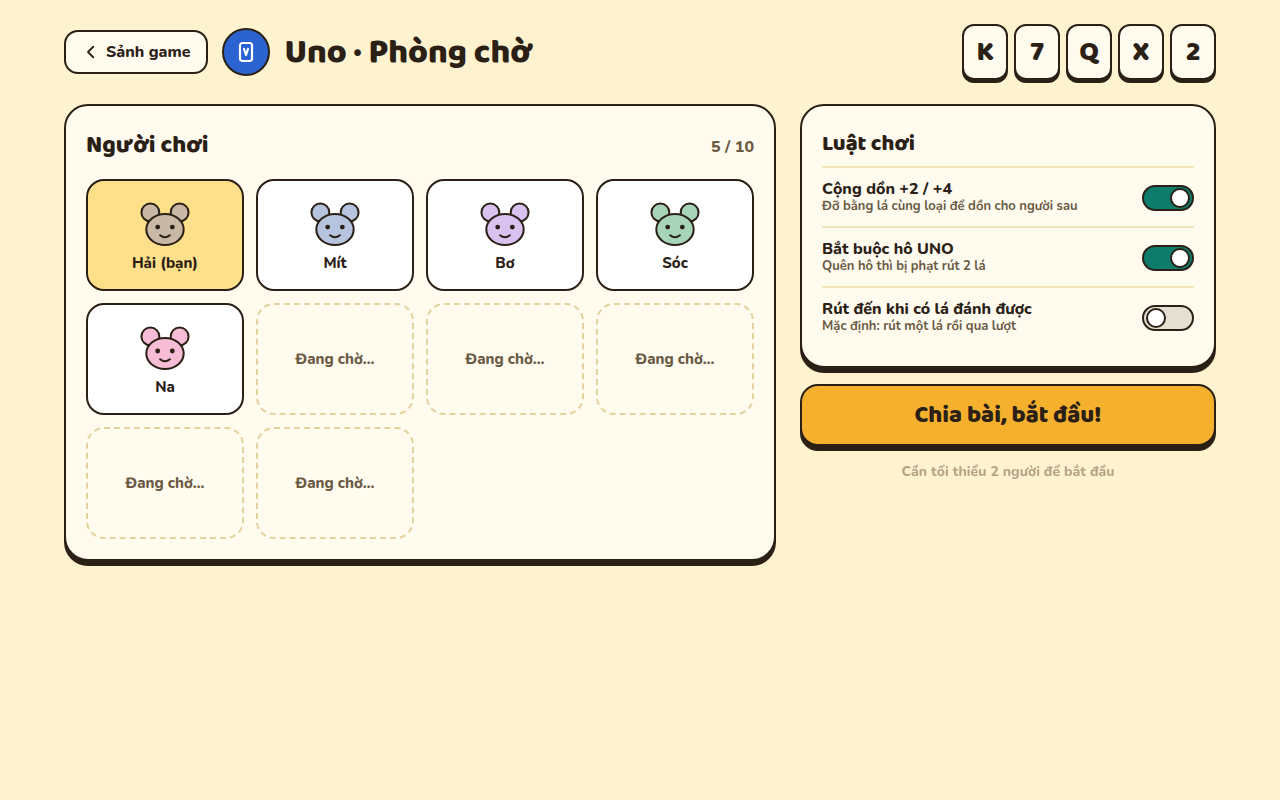 Sảnh game
Uno • Phòng chờ
K 7 Q X 2
Người chơi
5 / 10
Hải (bạn)
Mít
Bơ
Sóc
Na
Đang chờ...
Đang chờ...
Đang chờ...
Đang chờ...
Đang chờ...
Luật chơi
Cộng dồn +2 / +4
Đỡ bằng lá cùng loại để dồn cho người sau
Bắt buộc hô UNO
Quên hô thì bị phạt rút 2 lá
Rút đến khi có lá đánh được
Mặc định: rút một lá rồi qua lượt
Chia bài, bắt đầu!
Cần tối thiểu 2 người để bắt đầu